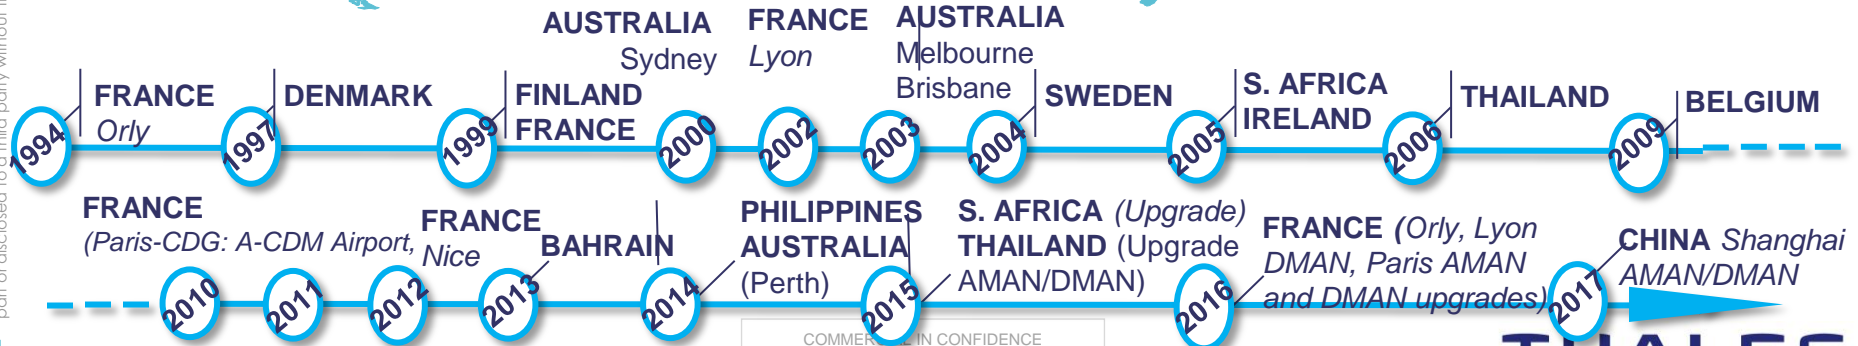 AUSTRALIA
Sydney
FRANCE
Lyon
AUSTRALIA
Melbourne
Brisbane
FRANCE
Orly
DENMARK
FINLAND
FRANCE
SWEDEN
S. AFRICA
IRELAND
THAILAND
BELGIUM
1994
1997
1999
2000
2002
2003
2004
2005
2006
2009
FRANCE
(Paris-CDG: A-CDM Airport,
FRANCE
Nice
BAHRAIN
PHILIPPINES
AUSTRALIA
(Perth)
S. AFRICA (Upgrade)
THAILAND (Upgrade
AMAN/DMAN)
FRANCE (Orly, Lyon
DMAN, Paris AMAN
and DMAN upgrades)
CHINA Shanghai
AMAN/DMAN
2010
2011
2012
2013
2014
2015
2016
2017
COMMERCIAL IN CONFIDENCE
THALES